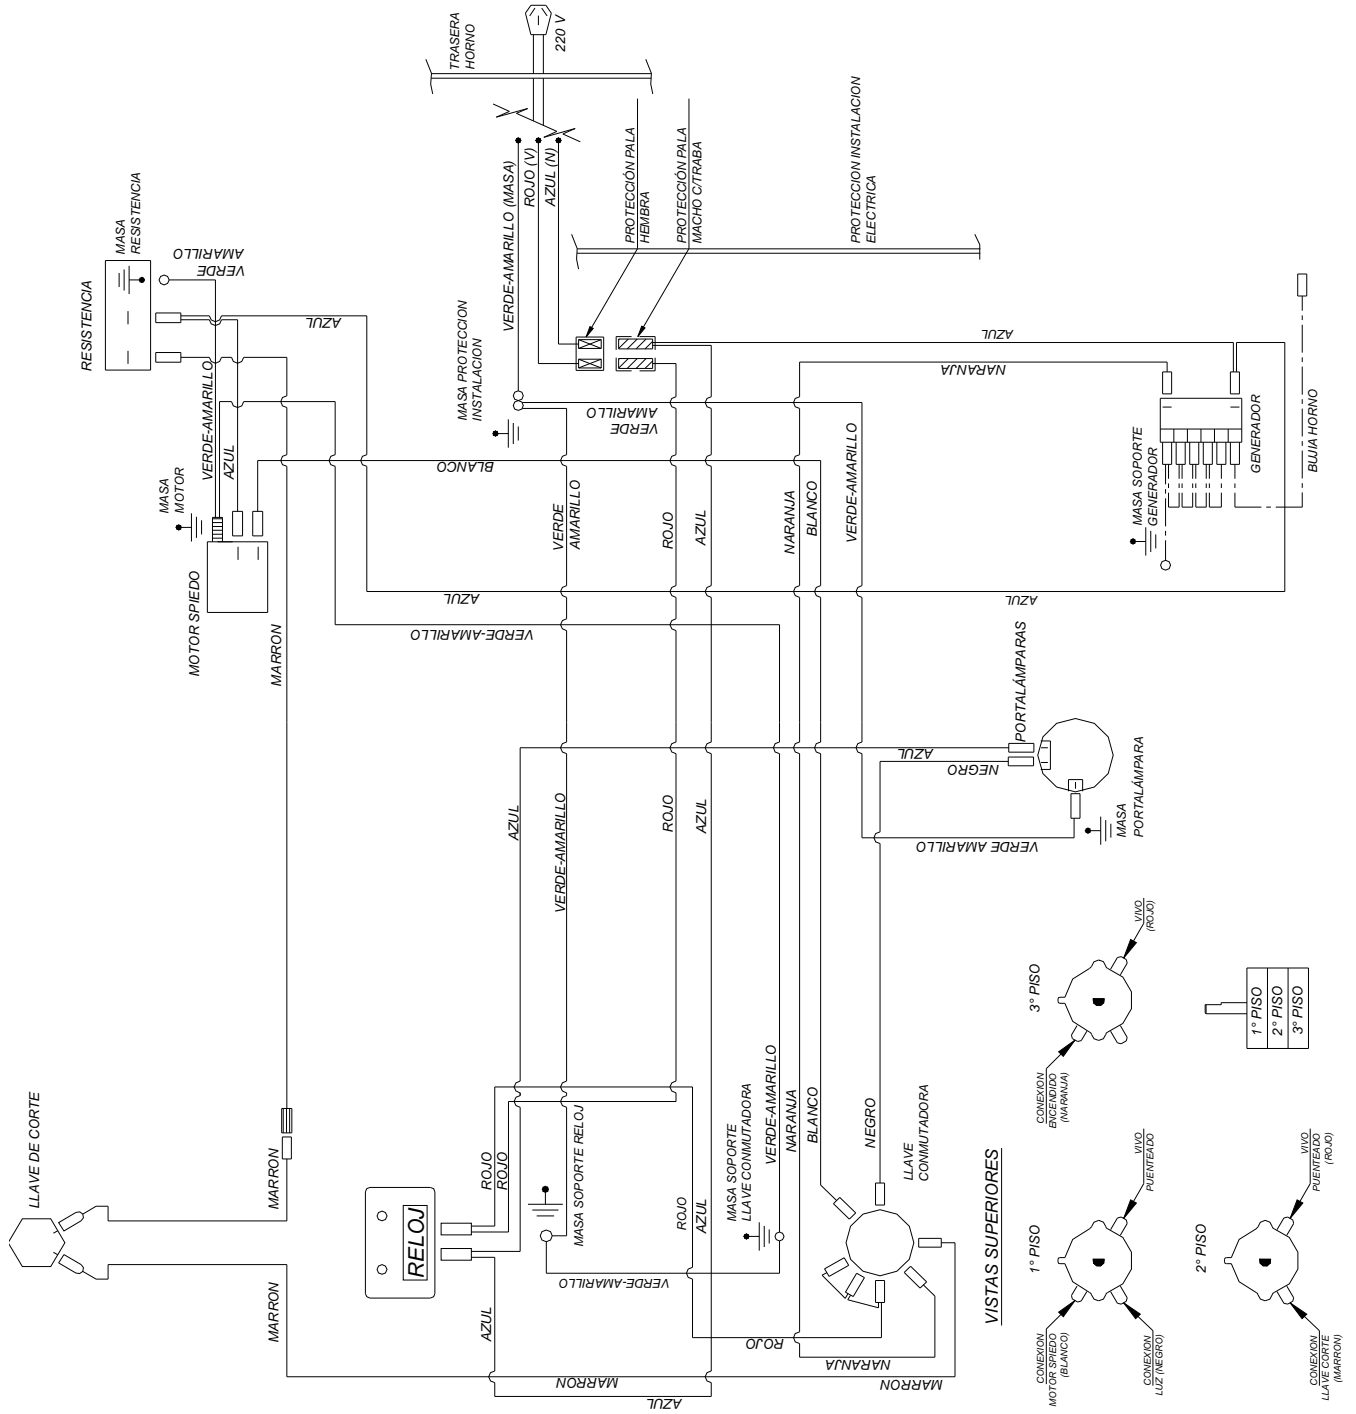 TRASERA
HORNO
220 V
MASA
RESISTENCIA
RESISTENCIA
VERDE
AMARILLO
AZUL
VERDE-AMARILLO
AZUL
MASA
MOTOR
MOTOR SPIEDO
MARRON
VERDE-AMARILLO (MASA)
ROJO (V)
AZUL (N)
PROTECCIÓN PALA
HEMBRA
PROTECCIÓN PALA
MACHO C/TRABA
PROTECCION INSTALACION
ELECTRICA
MASA PROTECCION
INSTALACION
VERDE
AMARILLO
BLANCO
AZUL
NARANJA
VERDE
AMARILLO
ROJO
AZUL
NARANJA
BLANCO
VERDE-AMARILLO
MASA SOPORTE
GENERADOR
GENERADOR
BUJIA HORNO
AZUL
AZUL
VERDE-AMARILLO
PORTALÁMPARAS
AZUL
NEGRO
MASA
PORTALÁMPARA
VERDE AMARILLO
AZUL
VERDE-AMARILLO
ROJO
AZUL
LLAVE DE CORTE
MARRON
MARRON
RELOJ
ROJO
ROJO
AZUL
MASA SOPORTE RELOJ
VERDE-AMARILLO
ROJO
AZUL
MASA SOPORTE
LLAVE CONMUTADORA
VERDE-AMARILLO
NARANJA
BLANCO
NEGRO
LLAVE
CONMUTADORA
ROJO
NARANJA
MARRON
MARRON
AZUL
VISTAS SUPERIORES
3° PISO
VIVO
(ROJO)
CONEXION
ENCENDIDO
(NARANJA)
1° PISO
2° PISO
3° PISO
1° PISO
VIVO
PUENTEADO
CONEXION
MOTOR SPIEDO
(BLANCO)
CONEXION
LUZ (NEGRO)
2° PISO
VIVO
PUENTEADO
(ROJO)
CONEXION
LLAVE CORTE
(MARRON)